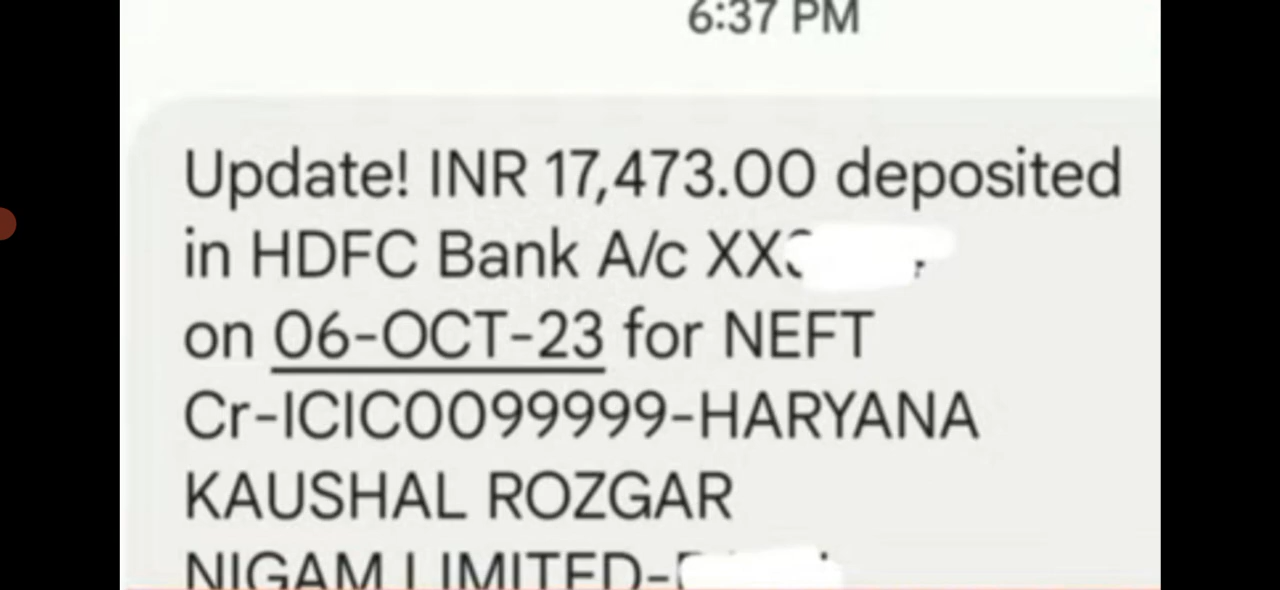 6:37 PM
Update! INR 17,473.00 deposited
in HDFC Bank A/c
on 06-OCT-23 for NEFT
Cr-ICIC0099999-HARYANA
KAUSHAL ROZGAR
NIGAM LIMITED-